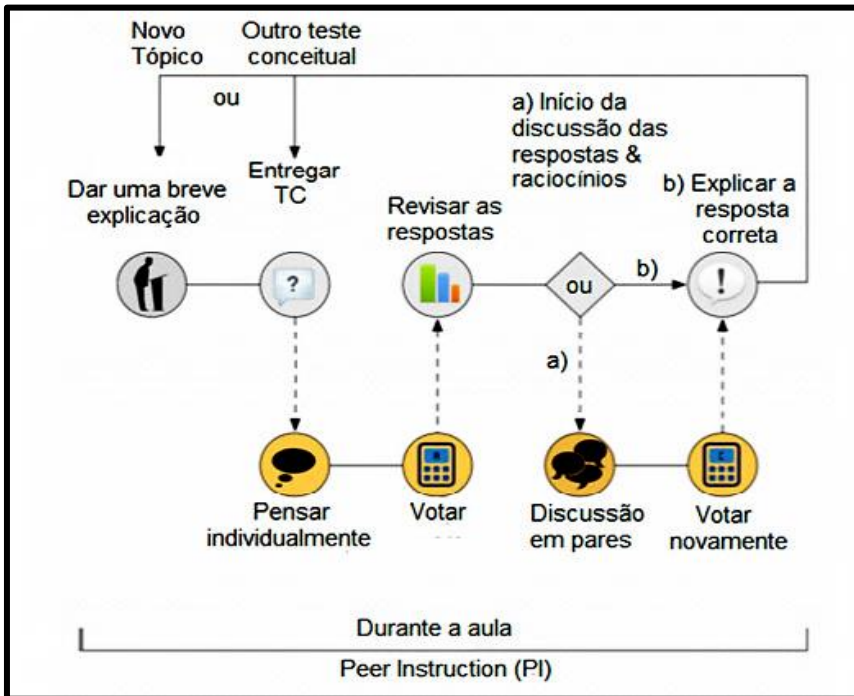 Novo
Tópico
Outro teste
conceitual
ou
a) Início da
discussão das
respostas &
raciocínios
Dar uma breve
explicação
Entregar
TC
Revisar as
respostas
b) Explicar a
resposta
correta
?
ou
b)
!
a)
C
Pensar
individualmente
Votar
Discussão
em pares
Votar
novamente
Durante a aula
Peer Instruction (PI)